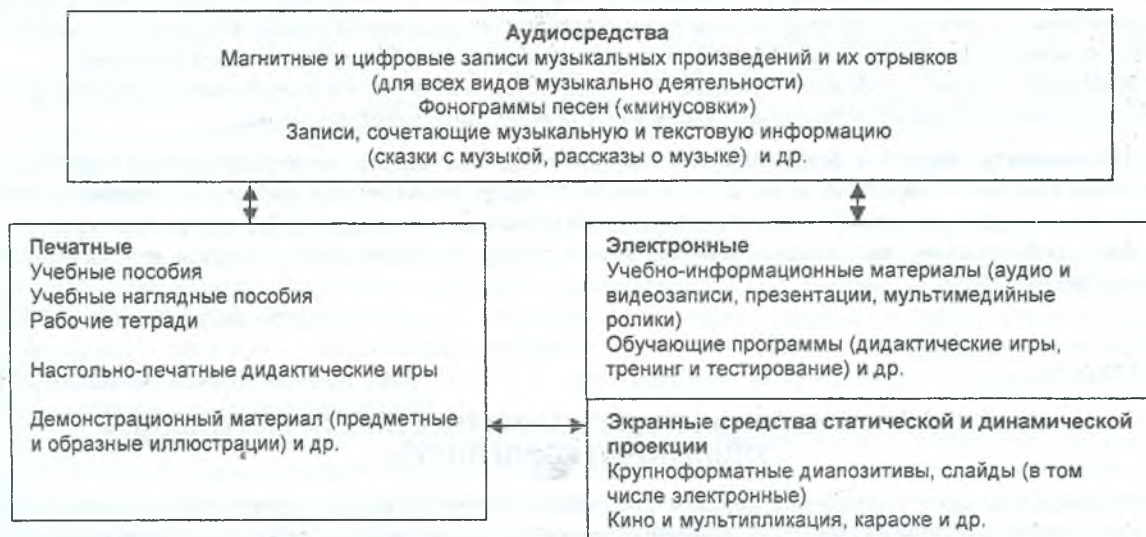 Аудиосредства
Магнитные и цифровые записи музыкальных произведений и их отрывков
(для всех видов музыкально деятельности)
Фонограммы песен («минусовки»)
Записи, сочетающие музыкальную и текстовую информацию
(сказки с музыкой, рассказы о музыке) и др.
Печатные
Учебные пособия
Учебные наглядные пособия
Рабочие тетради
Настольно-печатные дидактические игры
Демонстрационный материал (предметные
и образные иллюстрации) и др.
Электронные
Учебно-информационные материалы (аудио и
видеозаписи, презентации, мультимедийные
ролики)
Обучающие программы (дидактические игры,
тренинг и тестирование) и др.
Экранные средства статической и динамической
проекции
Крупноформатные диапозитивы, слайды (в том
числе электронные)
Кино и мультипликация, караоке и др.